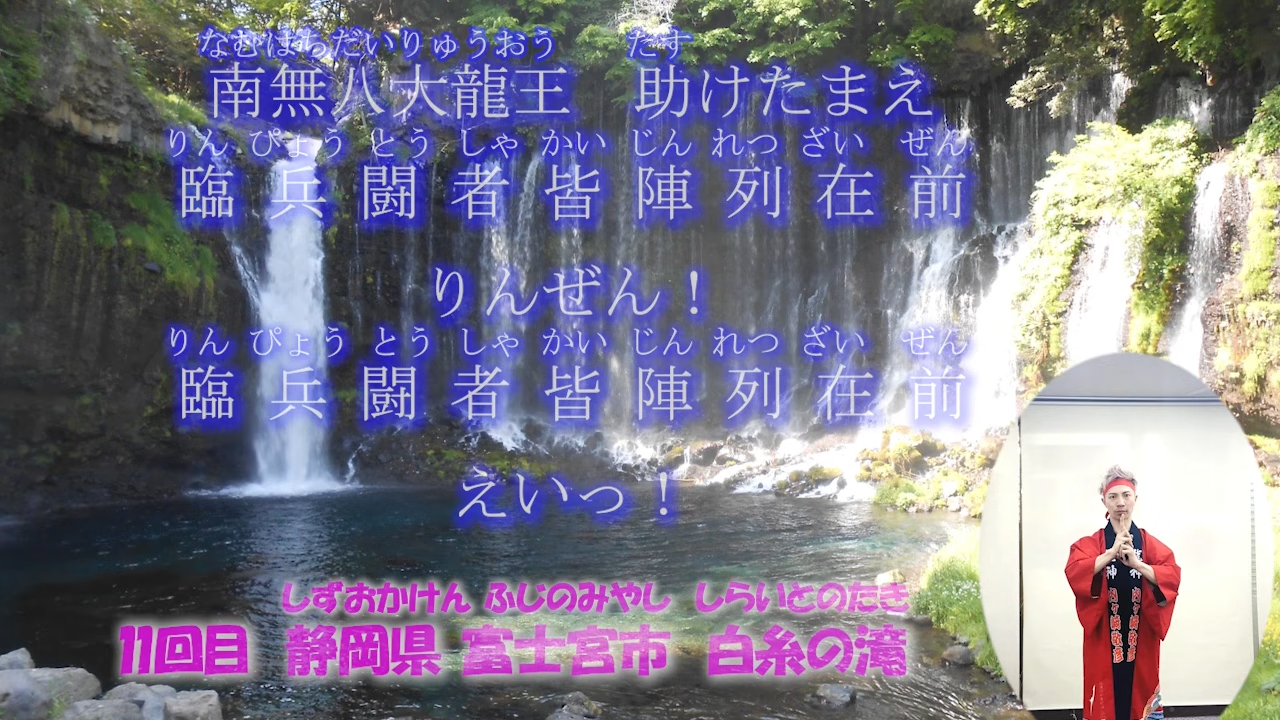 なむはちだいりゅうおう たす
南無八大龍王 助けたまえ
りん ぴょう とう しゃ かい じん れつ ざい ぜん
臨 兵 闘 者 皆 陣 列 在 前
りんぜん！
りん ぴょう とう しゃ かい じん れつ ざい ぜん
臨 兵 闘 者 皆 陣 列 在 前
えいっ！
しずおかけん ふじのみやし しらいとのたき
11回目 静岡県 富士宮市 白糸の滝